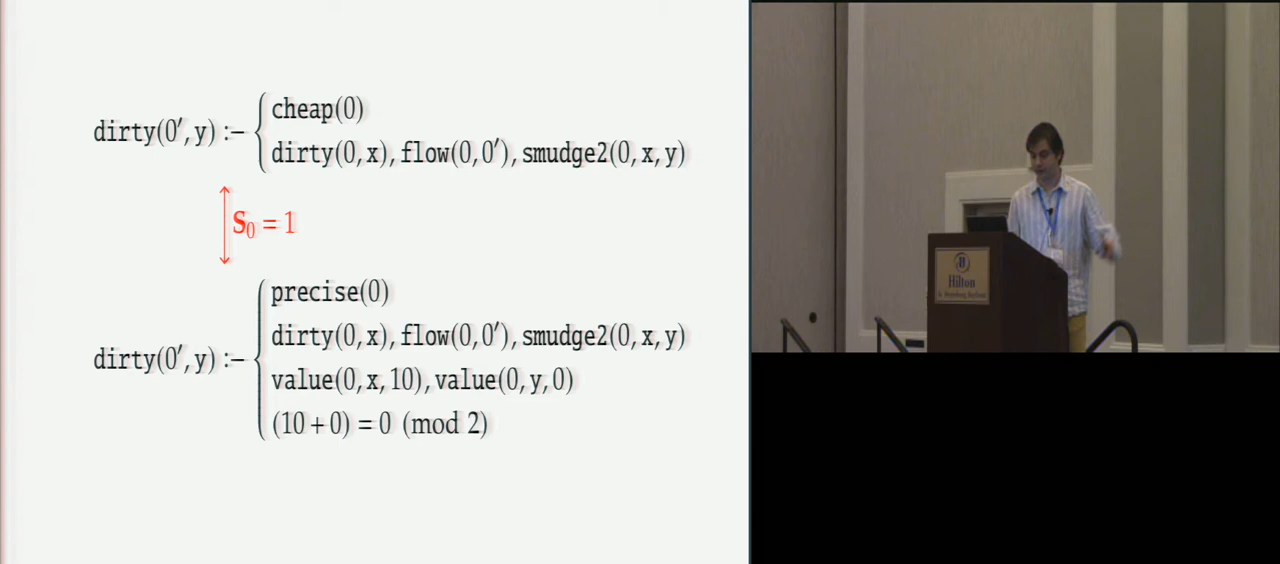 cheap(0)
dirty(0′,y) :–
dirty(0,x),flow(0,0′),smudge2(0,x,y)
S₀ = 1
precise(0)
dirty(0,x),flow(0,0′),smudge2(0,x,y)
dirty(0′,y) :–
value(0,x,10),value(0,y,0)
(10+0) = 0 (mod 2)
Hilton